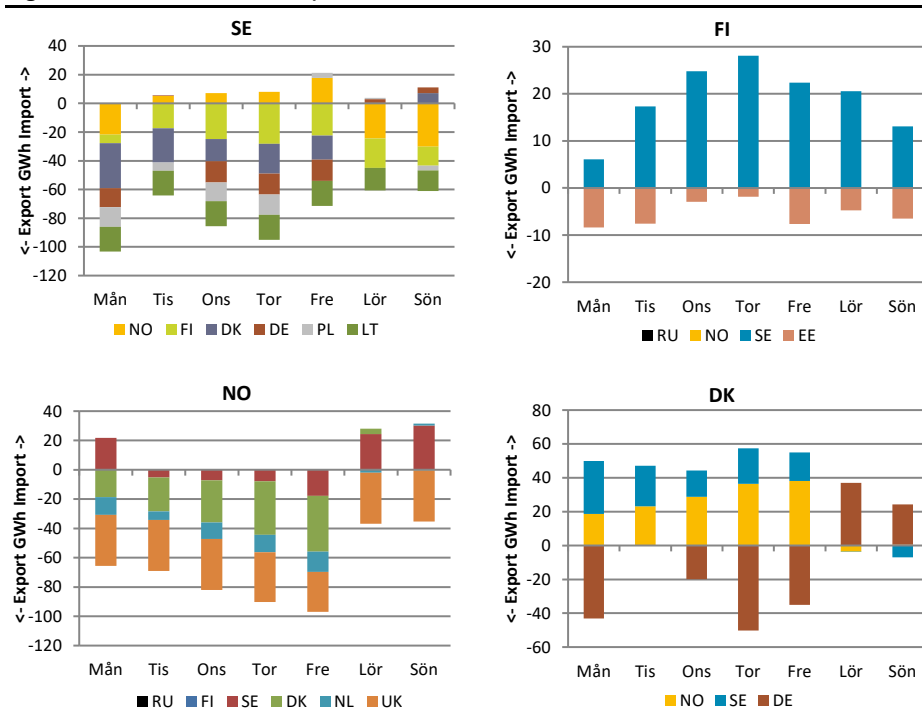 SE
<- Export GWh Import ->
40
20
0
-20
-40
-60
-80
-100
-120
Mån Tis Ons Tor Fre Lör Sön
NO FI DK DE PL LT
FI
<- Export GWh Import ->
30
20
10
0
-10
-20
Mån Tis Ons Tor Fre Lör Sön
RU NO SE EE
NO
<- Export GWh Import ->
40
20
0
-20
-40
-60
-80
-100
-120
Mån Tis Ons Tor Fre Lör Sön
RU FI SE DK NL UK
DK
<- Export GWh Import ->
80
60
40
20
0
-20
-40
-60
Mån Tis Ons Tor Fre Lör Sön
NO SE DE